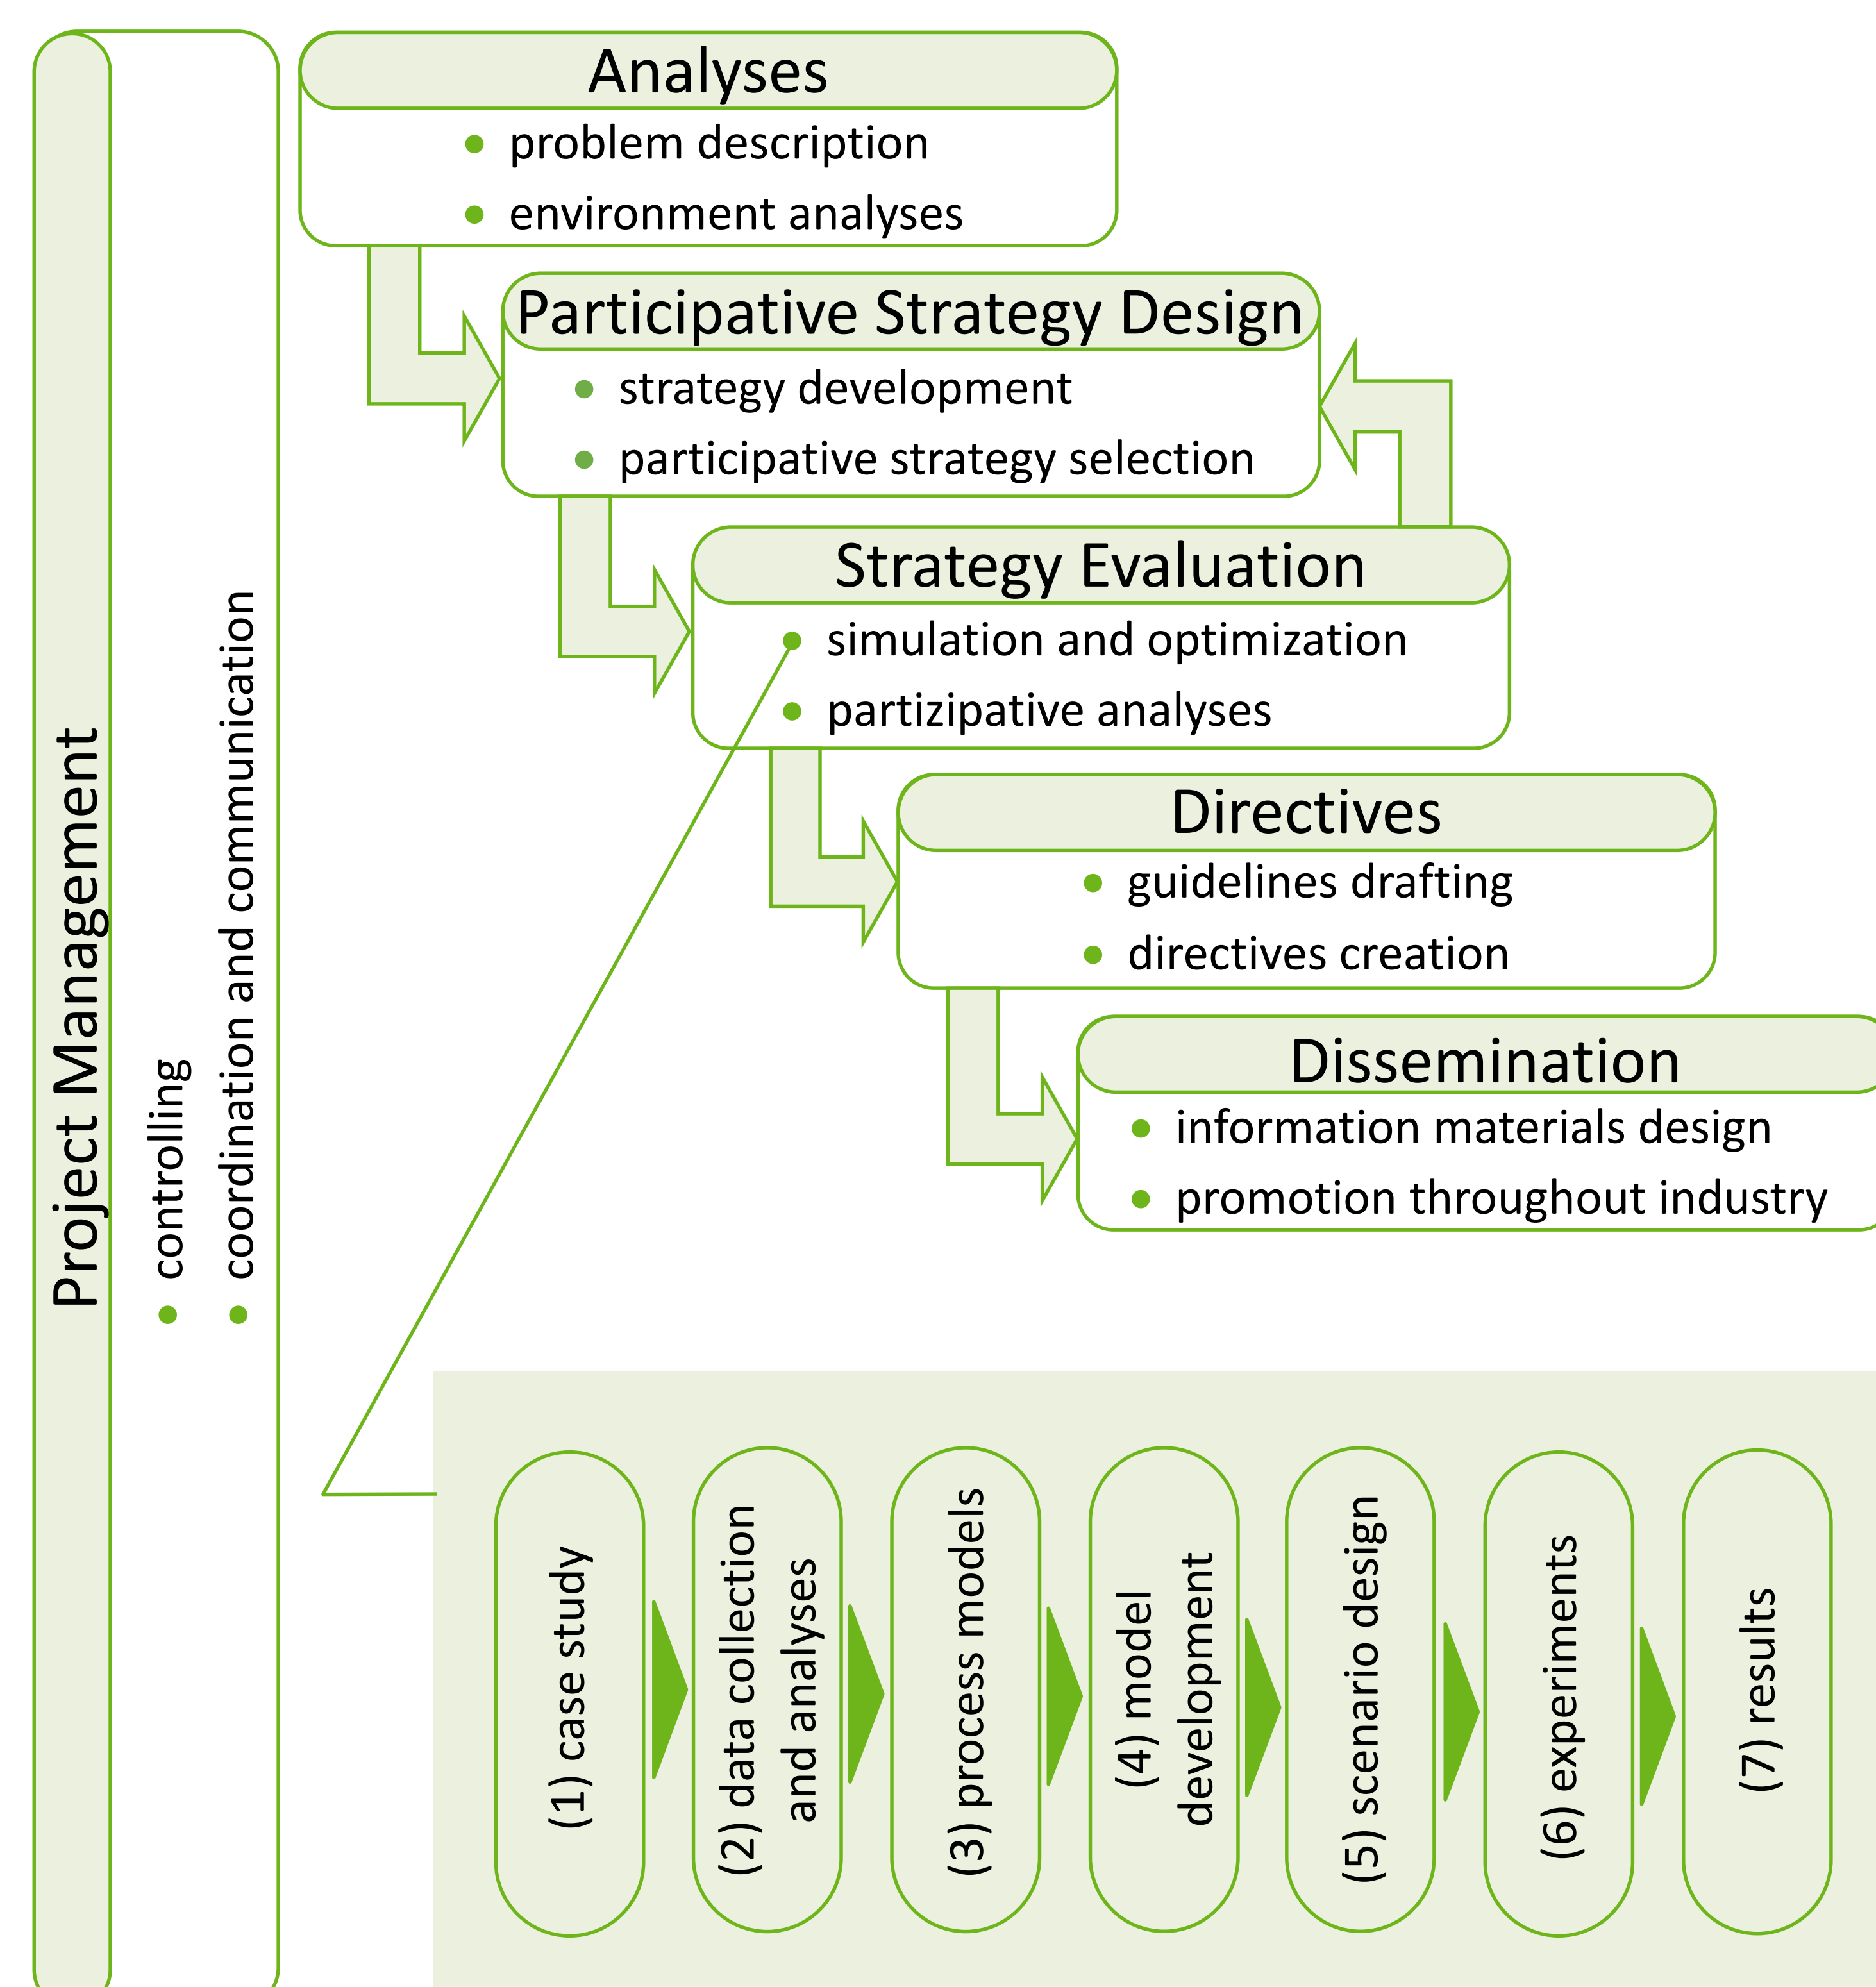 Project Management
controlling
coordination and communication
Analyses
problem description
environment analyses
Participative Strategy Design
strategy development
participative strategy selection
Strategy Evaluation
simulation and optimization
partizipative analyses
Directives
guidelines drafting
directives creation
Dissemination
information materials design
promotion throughout industry
(1) case study
(2) data collection
and analyses
(3) process models
(4) model
development
(5) scenario design
(6) experiments
(7) results